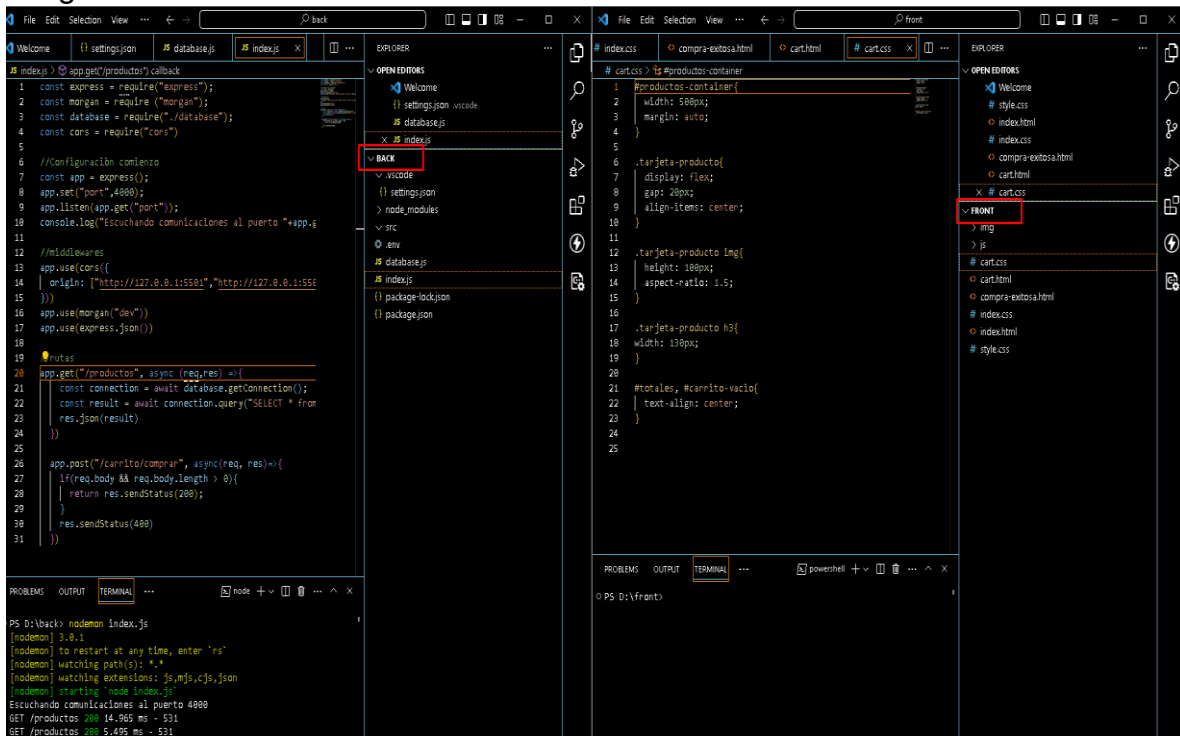 File Edit Selection View ··· back
Welcome {} settings.json JS database.js JS index.js × ···
JS index.js > app.get("/productos") callback
1 const express = require("express");
2 const morgan = require ("morgan");
3 const database = require("./database");
4 const cors = require("cors")
5
6 //Configuración comienzo
7 const app = express();
8 app.set("port",4000);
9 app.listen(app.get("port"));
10 console.log("Escuchando comunicaciones al puerto "+app.g
11
12 //middlewares
13 app.use(cors({
14 origin: ["http://127.0.0.1:5501","http://127.0.0.1:550
15 }))
16 app.use(morgan("dev"))
17 app.use(express.json())
18
19 rutas
20 app.get("/productos", async (req,res) =>{
21 const connection = await database.getConnection();
22 const result = await connection.query("SELECT * from
23 res.json(result)
24 })
25
26 app.post("/carrito/comprar", async(req, res)=>{
27 if(req.body && req.body.length > 0){
28 return res.sendStatus(200);
29 }
30 res.sendStatus(400)
31 })
PROBLEMS OUTPUT TERMINAL ··· node
PS D:\back> nodemon index.js
[nodemon] 3.0.1
[nodemon] to restart at any time, enter `rs`
[nodemon] watching path(s): *.*
[nodemon] watching extensions: js,mjs,cjs,json
[nodemon] starting `node index.js`
Escuchando comunicaciones al puerto 4000
GET /productos 200 14.965 ms - 531
GET /productos 200 5.495 ms - 531
EXPLORER ···
OPEN EDITORS
Welcome
{} settings.json .vscode
JS database.js
× JS index.js
BACK
.vscode
{} settings.json
> node_modules
src
.env
JS database.js
JS index.js
{} package-lock.json
{} package.json
File Edit Selection View ··· front
# index.css compra-exitosa.html cart.html # cart.css × ···
# cart.css > #productos-container
1 #productos-container{
2 width: 500px;
3 margin: auto;
4 }
5
6 .tarjeta-producto{
7 display: flex;
8 gap: 20px;
9 align-items: center;
10 }
11
12 .tarjeta-producto img{
13 height: 100px;
14 aspect-ratio: 1.5;
15 }
16
17 .tarjeta-producto h3{
18 width: 130px;
19 }
20
21 #totales, #carrito-vacio{
22 text-align: center;
23 }
24
25
PROBLEMS OUTPUT TERMINAL ··· powershell
PS D:\front>
EXPLORER ···
OPEN EDITORS
Welcome
# style.css
index.html
# index.css
compra-exitosa.html
cart.html
× # cart.css
FRONT
> img
> js
# cart.css
cart.html
compra-exitosa.html
# index.css
index.html
# style.css